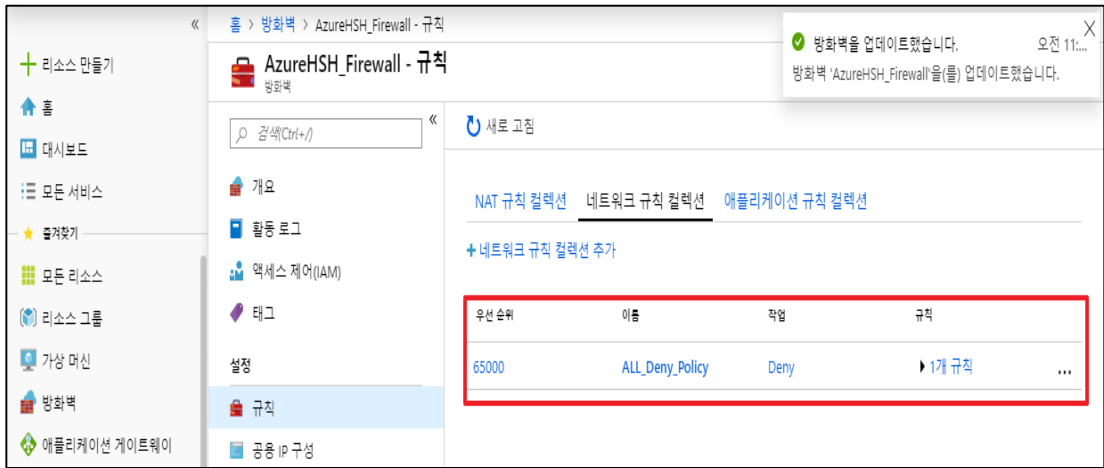 홈 > 방화벽 > AzureHSH_Firewall - 규칙
AzureHSH_Firewall - 규칙
방화벽
방화벽을 업데이트했습니다.
오전 11:...
방화벽 'AzureHSH_Firewall'을(를) 업데이트했습니다.
리소스 만들기
홈
대시보드
모든 서비스
즐겨찾기
모든 리소스
리소스 그룹
가상 머신
방화벽
애플리케이션 게이트웨이
검색(Ctrl+/)
개요
활동 로그
액세스 제어(IAM)
태그
설정
규칙
공용 IP 구성
새로 고침
NAT 규칙 컬렉션 네트워크 규칙 컬렉션 애플리케이션 규칙 컬렉션
+ 네트워크 규칙 컬렉션 추가
우선 순위 이름 작업 규칙
65000 ALL_Deny_Policy Deny 1개 규칙 ...